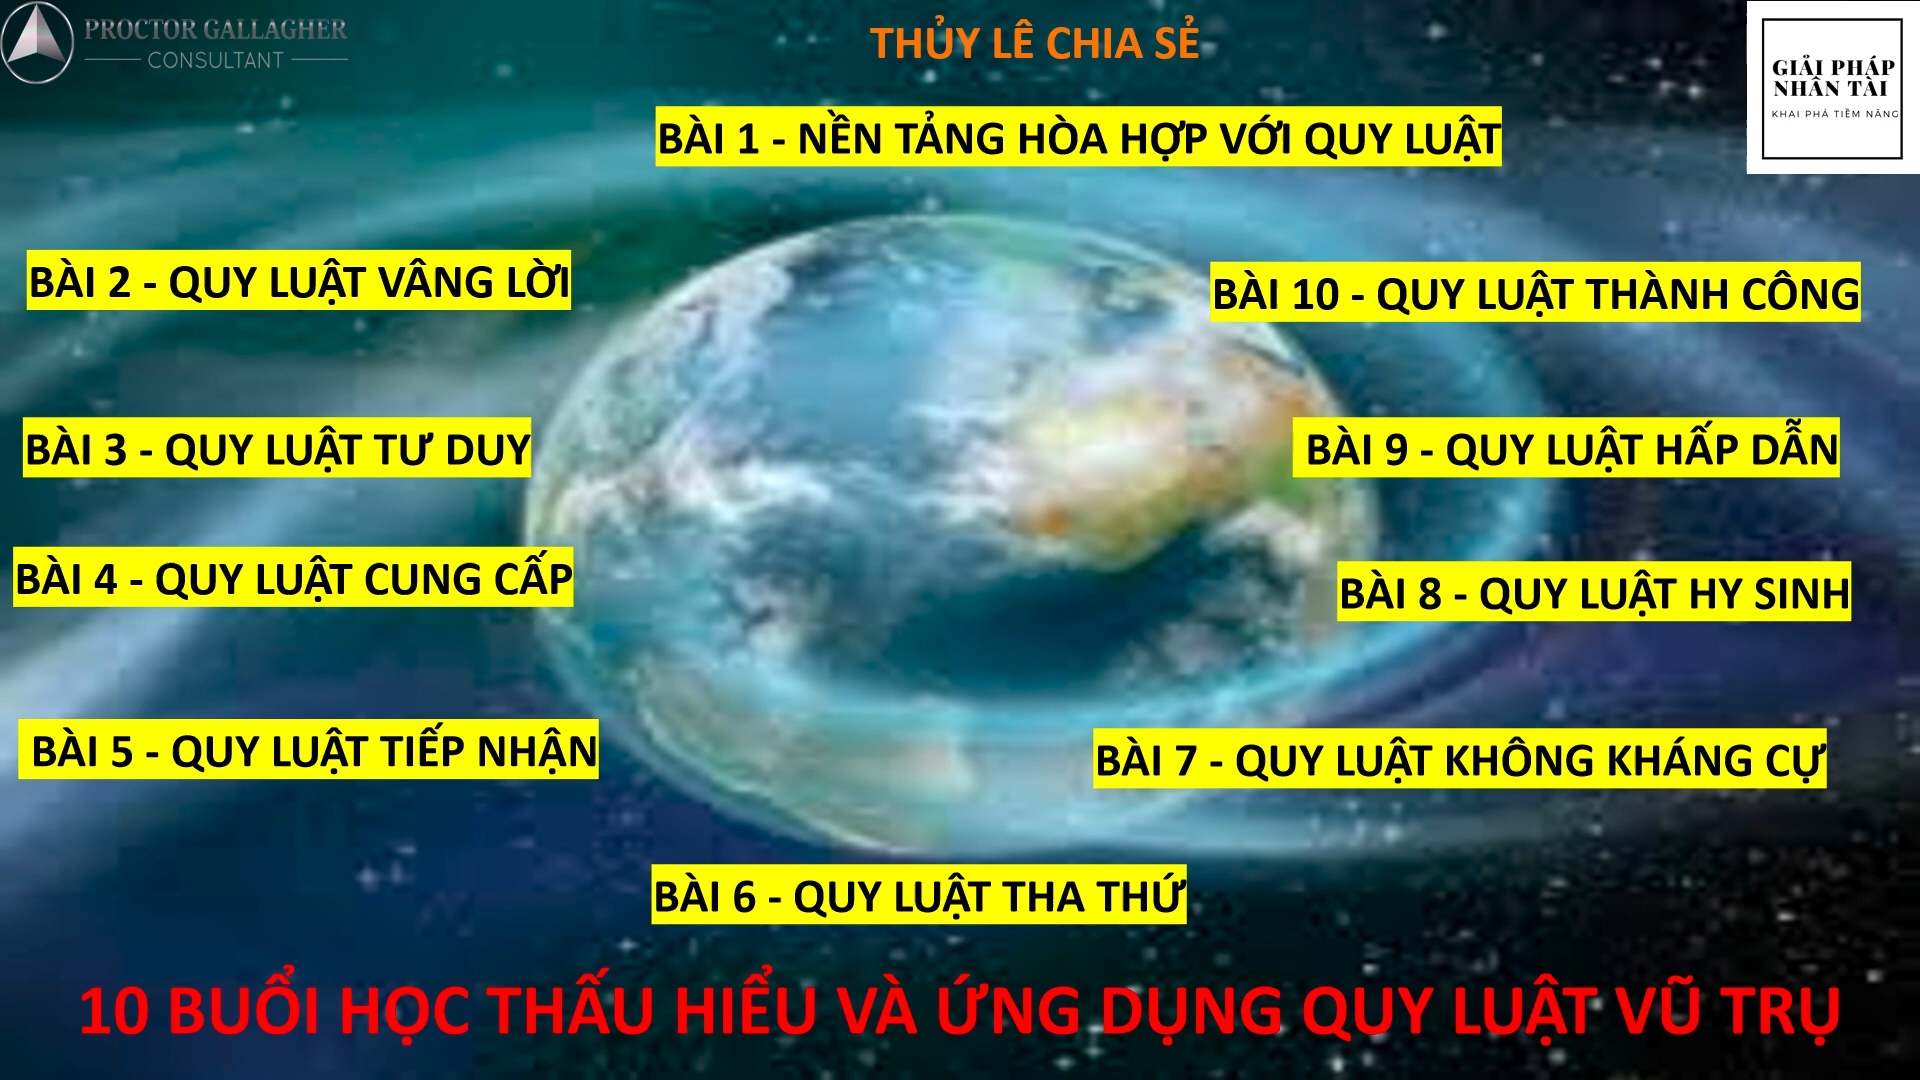 PROCTOR GALLAGHER
CONSULTANT
THỦY LÊ CHIA SẺ
GIẢI PHÁP
NHÂN TÀI
KHAI PHÁ TIỀM NĂNG
BÀI 1 - NỀN TẢNG HÒA HỢP VỚI QUY LUẬT
BÀI 2 - QUY LUẬT VÂNG LỜI
BÀI 10 - QUY LUẬT THÀNH CÔNG
BÀI 3 - QUY LUẬT TƯ DUY
BÀI 9 - QUY LUẬT HẤP DẪN
BÀI 4 - QUY LUẬT CUNG CẤP
BÀI 8 - QUY LUẬT HY SINH
BÀI 5 - QUY LUẬT TIẾP NHẬN
BÀI 7 - QUY LUẬT KHÔNG KHÁNG CỰ
BÀI 6 - QUY LUẬT THA THỨ
10 BUỔI HỌC THẤU HIỂU VÀ ỨNG DỤNG QUY LUẬT VŨ TRỤ